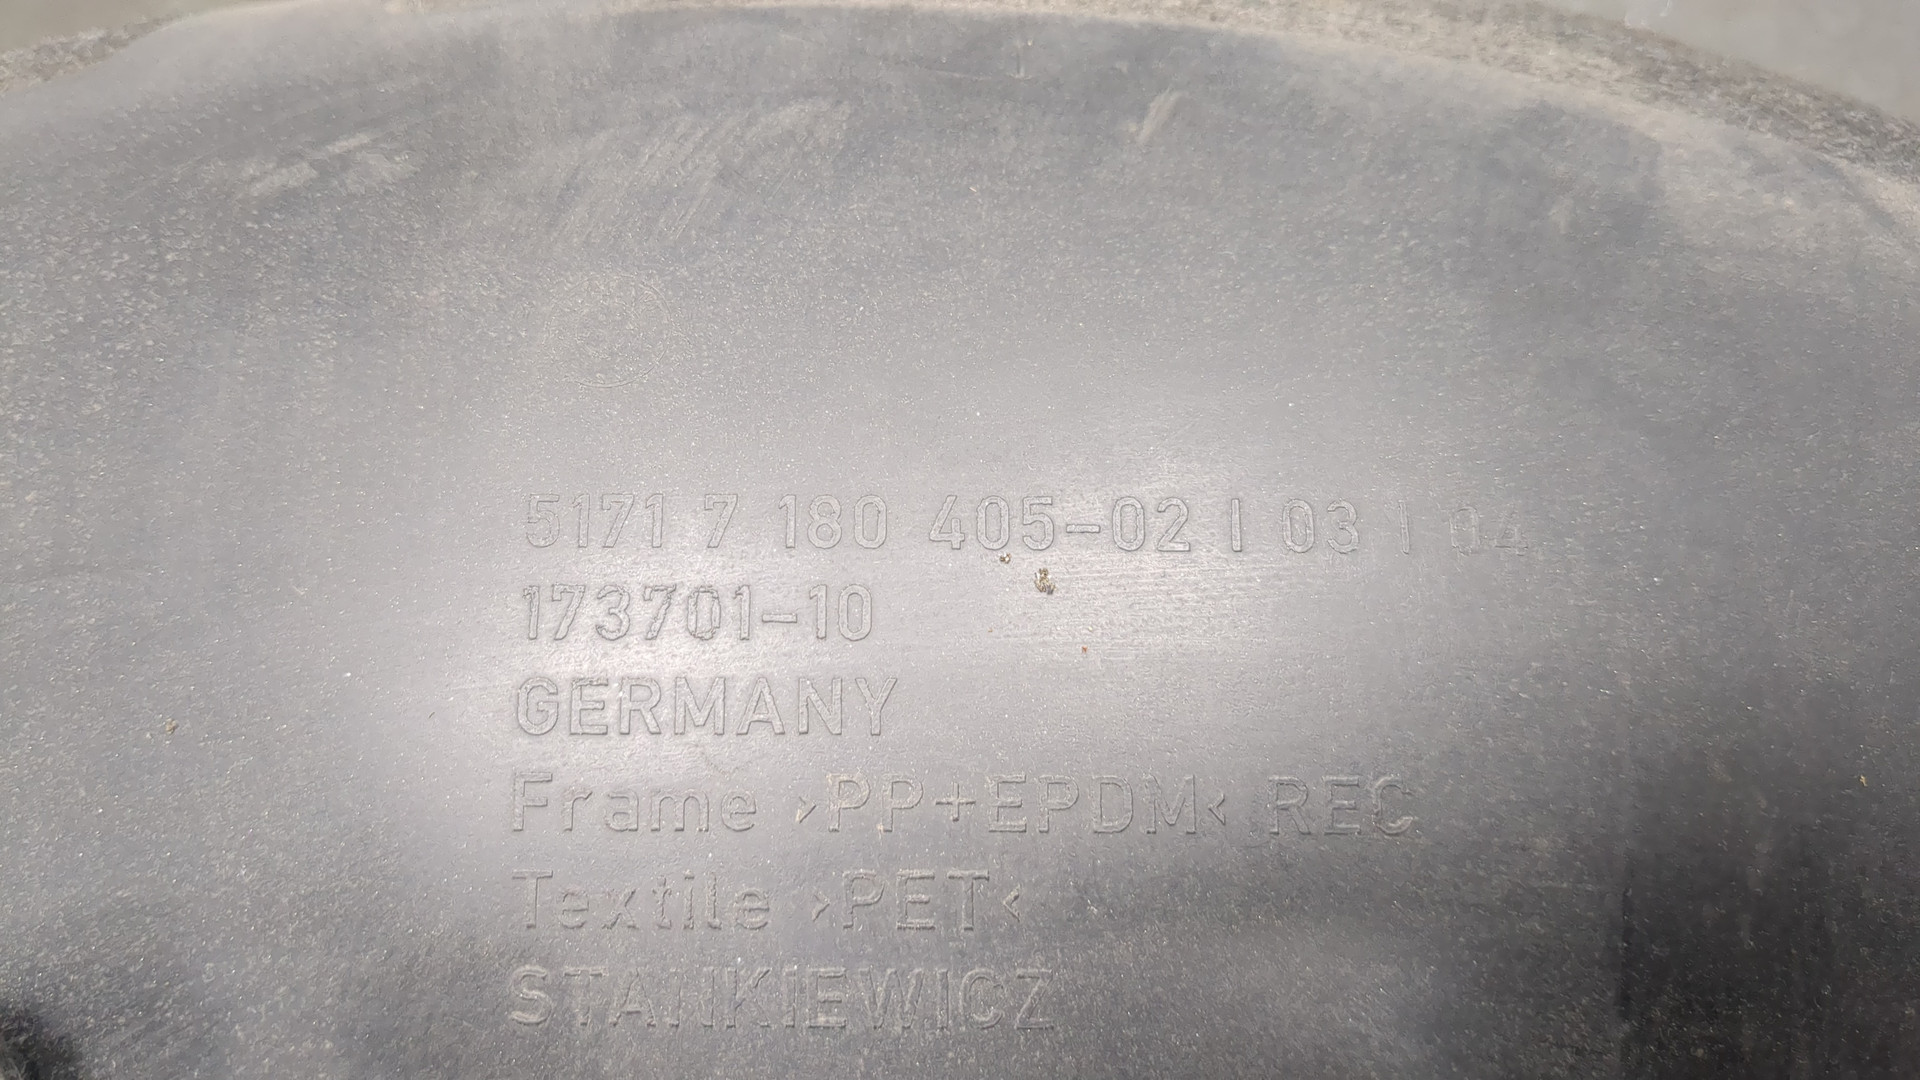 5171 7 180 405-02 | 03 | 04
173701-10
GERMANY
Frame >PP+EPDM< REC
Textile >PET<
STANKIEWICZ